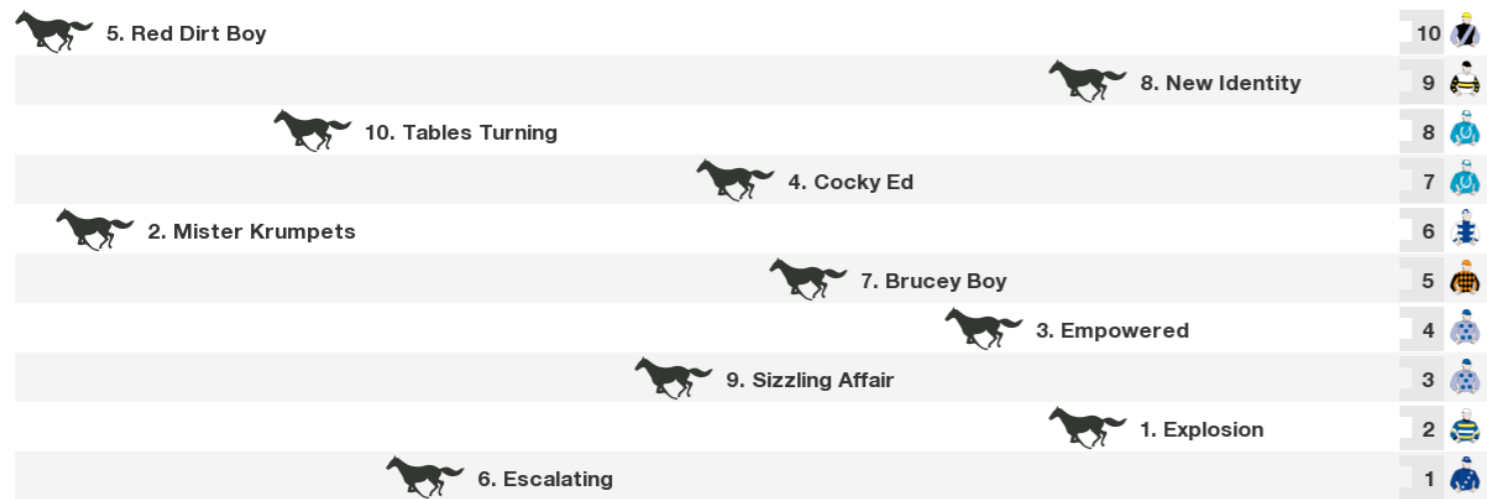 5. Red Dirt Boy 10
8. New Identity 9
10. Tables Turning 8
4. Cocky Ed 7
2. Mister Krumpets 6
7. Brucey Boy 5
3. Empowered 4
9. Sizzling Affair 3
1. Explosion 2
6. Escalating 1